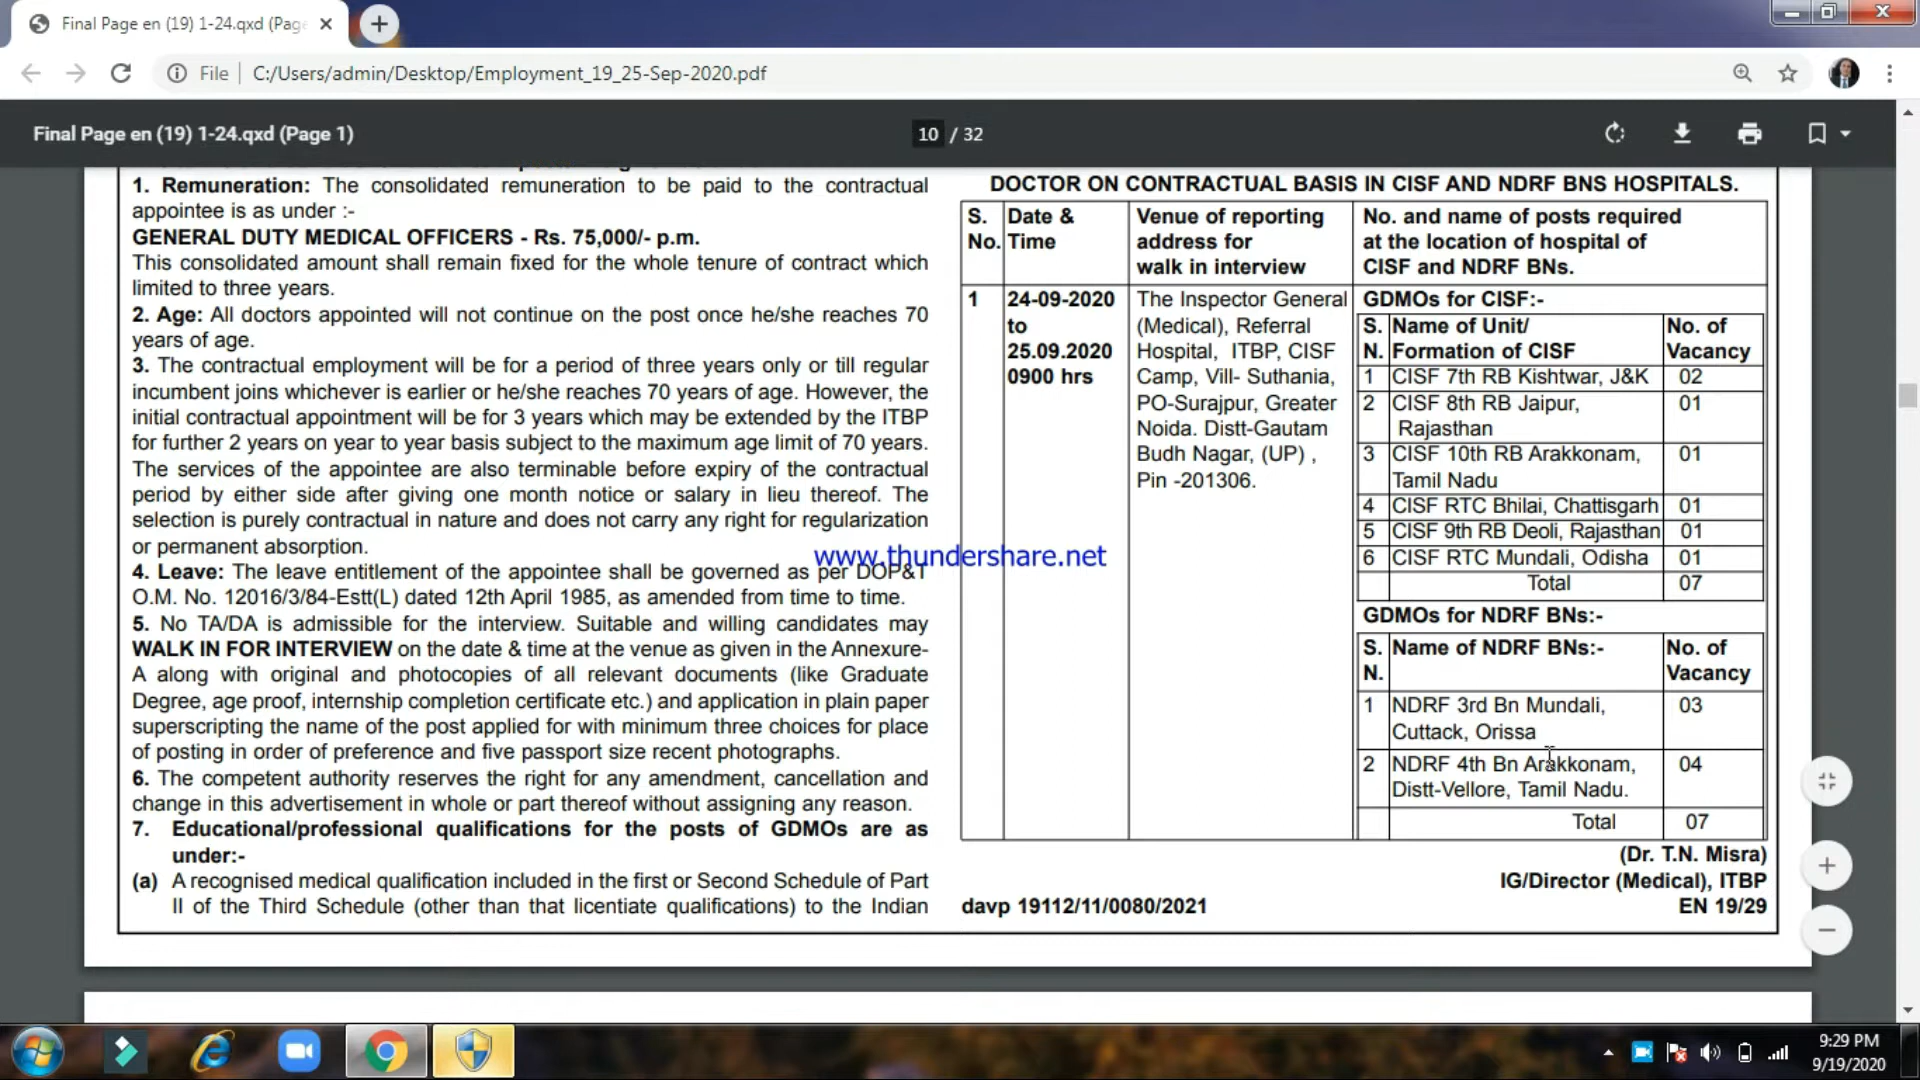 Final Page en (19) 1-24.qxd (Pag
File
C:/Users/admin/Desktop/Employment_19_25-Sep-2020.pdf
Final Page en (19) 1-24.qxd (Page 1)
10 / 32
1. Remuneration: The consolidated remuneration to be paid to the contractual
appointee is as under :-
GENERAL DUTY MEDICAL OFFICERS - Rs. 75,000/- p.m.
This consolidated amount shall remain fixed for the whole tenure of contract which
limited to three years.
2. Age: All doctors appointed will not continue on the post once he/she reaches 70
years of age.
3. The contractual employment will be for a period of three years only or till regular
incumbent joins whichever is earlier or he/she reaches 70 years of age. However, the
initial contractual appointment will be for 3 years which may be extended by the ITBP
for further 2 years on year to year basis subject to the maximum age limit of 70 years.
The services of the appointee are also terminable before expiry of the contractual
period by either side after giving one month notice or salary in lieu thereof. The
selection is purely contractual in nature and does not carry any right for regularization
or permanent absorption.
4. Leave: The leave entitlement of the appointee shall be governed as per DOP&T
O.M. No. 12016/3/84-Estt(L) dated 12th April 1985, as amended from time to time.
5. No TA/DA is admissible for the interview. Suitable and willing candidates may
WALK IN FOR INTERVIEW on the date & time at the venue as given in the Annexure-
A along with original and photocopies of all relevant documents (like Graduate
Degree, age proof, internship completion certificate etc.) and application in plain paper
superscripting the name of the post applied for with minimum three choices for place
of posting in order of preference and five passport size recent photographs.
6. The competent authority reserves the right for any amendment, cancellation and
change in this advertisement in whole or part thereof without assigning any reason.
7. Educational/professional qualifications for the posts of GDMOs are as
under:-
(a) A recognised medical qualification included in the first or Second Schedule of Part
II of the Third Schedule (other than that licentiate qualifications) to the Indian
www.thundershare.net
DOCTOR ON CONTRACTUAL BASIS IN CISF AND NDRF BNS HOSPITALS.
S. Date & Venue of reporting No. and name of posts required
No. Time address for at the location of hospital of
walk in interview CISF and NDRF BNs.
1 24-09-2020 The Inspector General GDMOs for CISF:-
to (Medical), Referral S. Name of Unit/ No. of
25.09.2020 Hospital, ITBP, CISF N. Formation of CISF Vacancy
0900 hrs Camp, Vill- Suthania, 1 CISF 7th RB Kishtwar, J&K 02
PO-Surajpur, Greater 2 CISF 8th RB Jaipur, 01
Noida. Distt-Gautam Rajasthan
Budh Nagar, (UP) , 3 CISF 10th RB Arakkonam, 01
Pin -201306. Tamil Nadu
4 CISF RTC Bhilai, Chattisgarh 01
5 CISF 9th RB Deoli, Rajasthan 01
6 CISF RTC Mundali, Odisha 01
Total 07
GDMOs for NDRF BNs:-
S. Name of NDRF BNs:- No. of
N. Vacancy
1 NDRF 3rd Bn Mundali, 03
Cuttack, Orissa
2 NDRF 4th Bn Arakkonam, 04
Distt-Vellore, Tamil Nadu.
Total 07
(Dr. T.N. Misra)
IG/Director (Medical), ITBP
davp 19112/11/0080/2021 EN 19/29
9:29 PM
9/19/2020